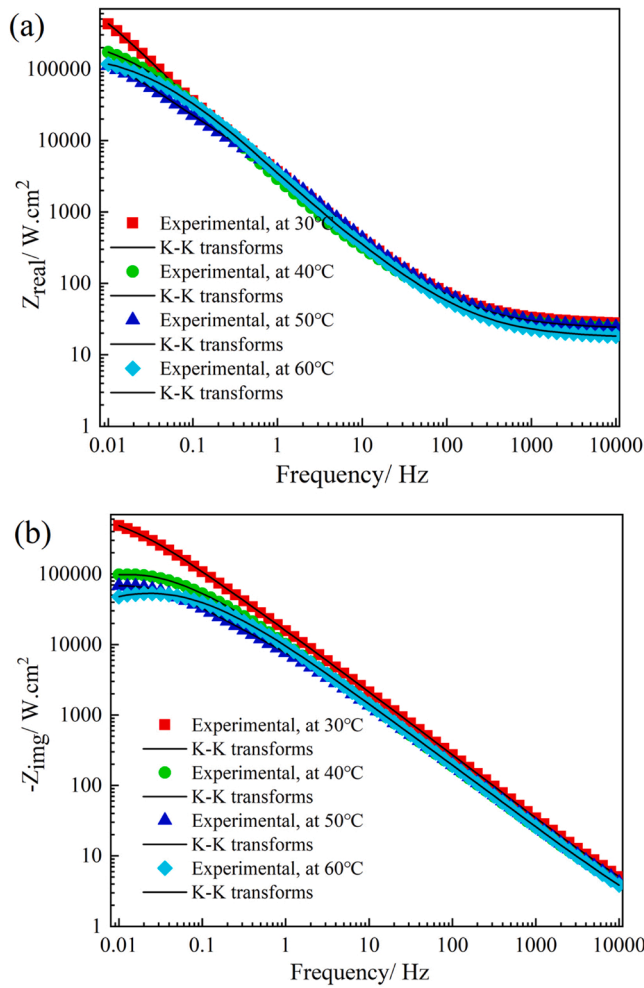 (a)
100000
10000
1000
100
10
1
Z_real/ W.cm²
Experimental, at 30°C
K-K transforms
Experimental, at 40°C
K-K transforms
Experimental, at 50°C
K-K transforms
Experimental, at 60°C
K-K transforms
0.01 0.1 1 10 100 1000 10000
Frequency/ Hz
(b)
100000
10000
1000
100
10
1
-Z_img/ W.cm²
Experimental, at 30°C
K-K transforms
Experimental, at 40°C
K-K transforms
Experimental, at 50°C
K-K transforms
Experimental, at 60°C
K-K transforms
0.01 0.1 1 10 100 1000 10000
Frequency/ Hz